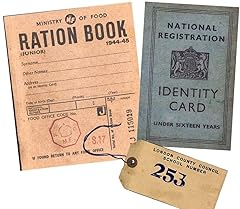 MINISTRY OF FOOD
RATION BOOK
(JUNIOR)
1944-45
Surname
Other Names
Address
FOOD OFFICE CODE No.
IF FOUND RETURN TO ANY FOOD OFFICE
NATIONAL
REGISTRATION
IDENTITY
CARD
UNDER SIXTEEN YEARS
LONDON COUNTY COUNCIL
SCHOOL NUMBER
253